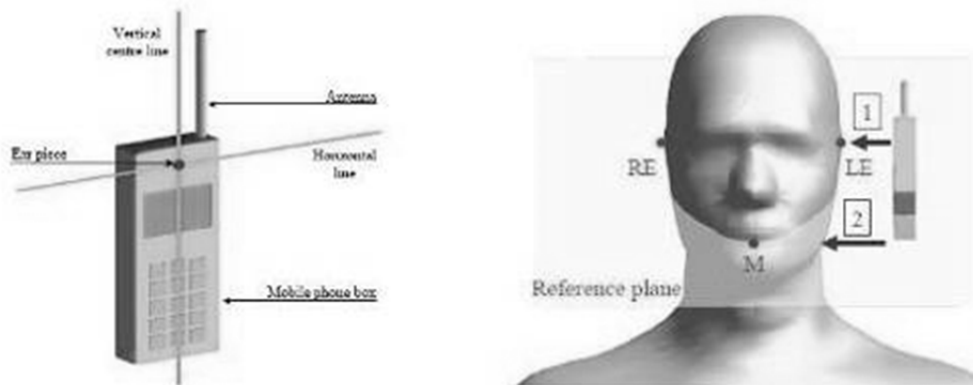 Vertical
centre line
Antenna
Ear piece
Horizontal
line
Mobile phone box
1
RE
LE
2
M
Reference plane